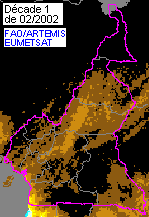 Décade 1
de 02/2002
FAO/ARTEMIS
EUMETSAT